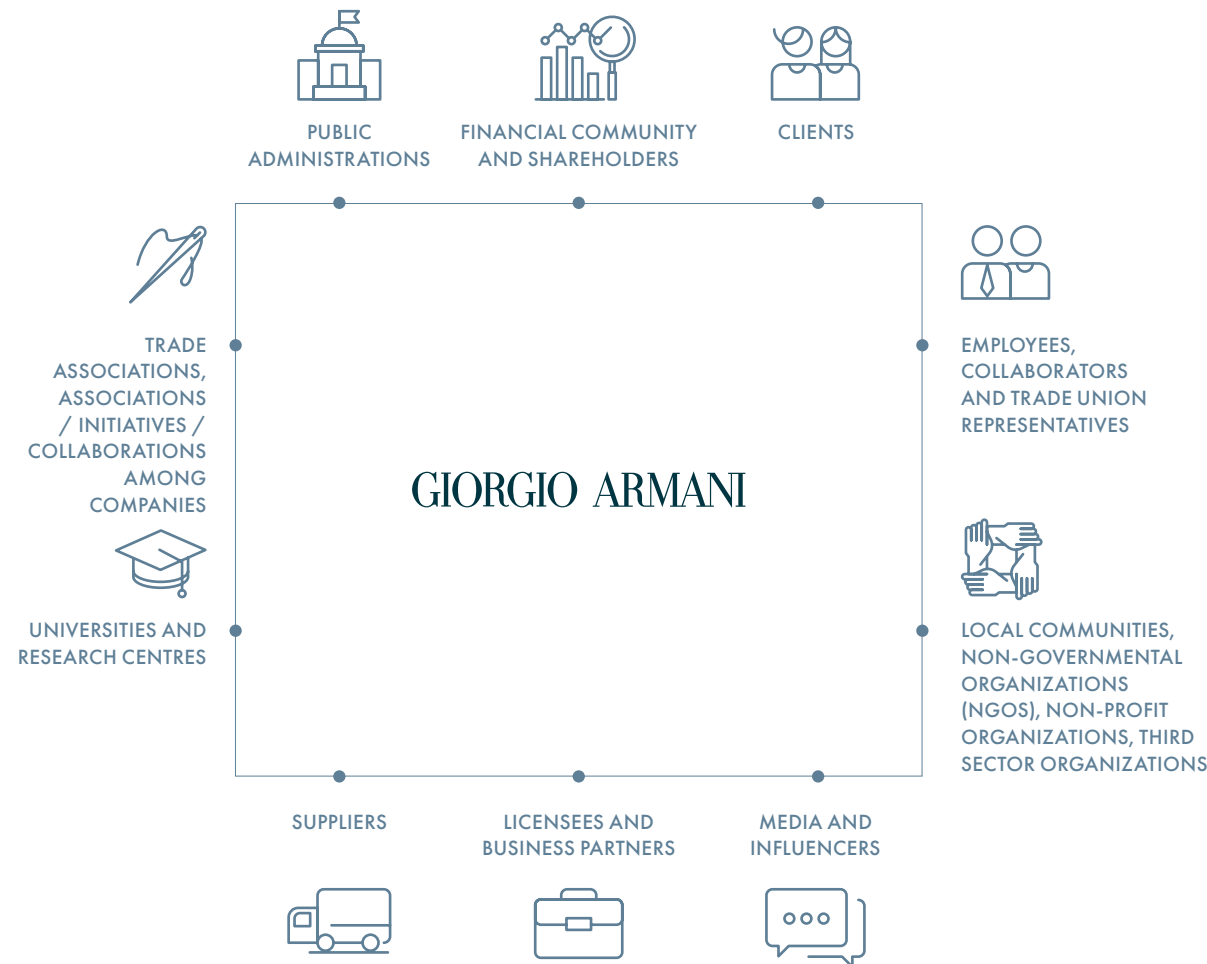 PUBLIC
ADMINISTRATIONS
FINANCIAL COMMUNITY
AND SHAREHOLDERS
CLIENTS
TRADE
ASSOCIATIONS,
ASSOCIATIONS
/ INITIATIVES /
COLLABORATIONS
AMONG
COMPANIES
EMPLOYEES,
COLLABORATORS
AND TRADE UNION
REPRESENTATIVES
GIORGIO ARMANI
UNIVERSITIES AND
RESEARCH CENTRES
LOCAL COMMUNITIES,
NON-GOVERNMENTAL
ORGANIZATIONS
(NGOS), NON-PROFIT
ORGANIZATIONS, THIRD
SECTOR ORGANIZATIONS
SUPPLIERS
LICENSEES AND
BUSINESS PARTNERS
MEDIA AND
INFLUENCERS